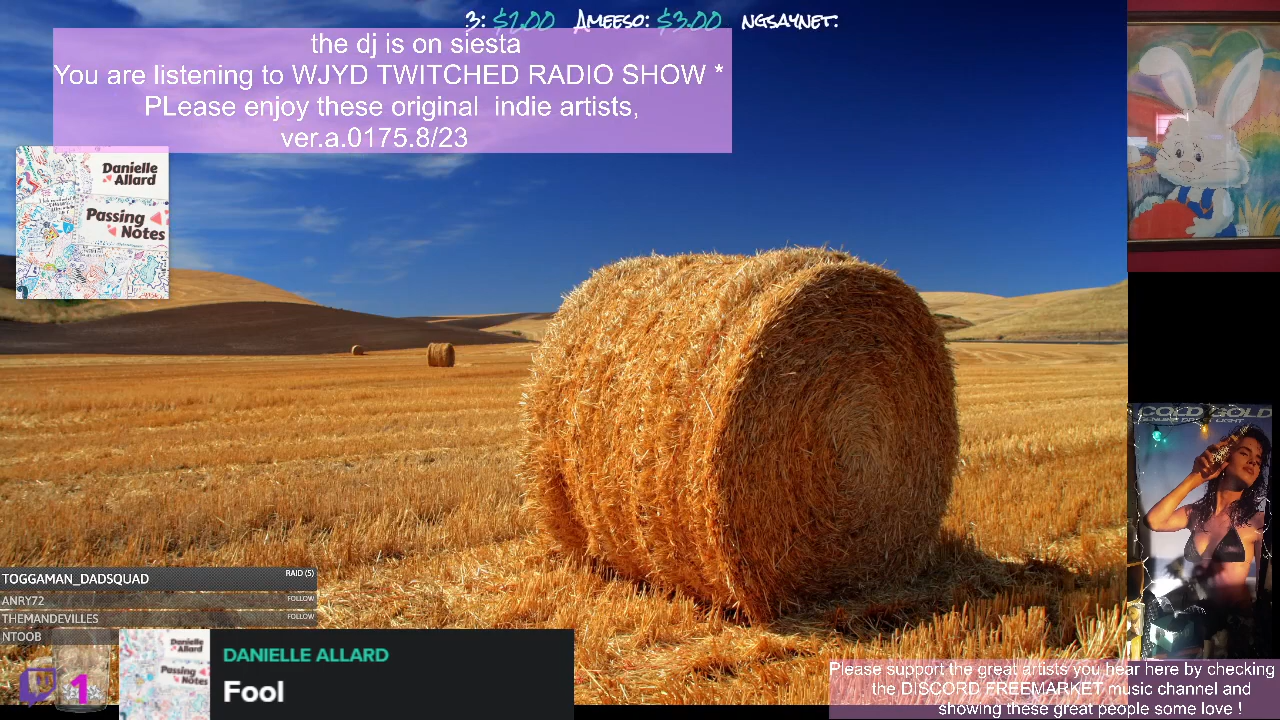 3: $2.00 Ameeso: $3.00 ngsaynet:
the dj is on siesta
You are listening to WJYD TWITCHED RADIO SHOW *
PLease enjoy these original indie artists,
ver.a.0175.8/23
Danielle
Allard
Passing
Notes
COLD GOLD
TOGGAMAN_DADSQUAD RAID (5)
ANRY72 FOLLOW
THEMANDEVILLES FOLLOW
NTOOB
1
Danielle
Allard
Passing
Notes
DANIELLE ALLARD
Fool
Please support the great artists you hear here by checking
the DISCORD FREEMARKET music channel and
showing these great people some love !